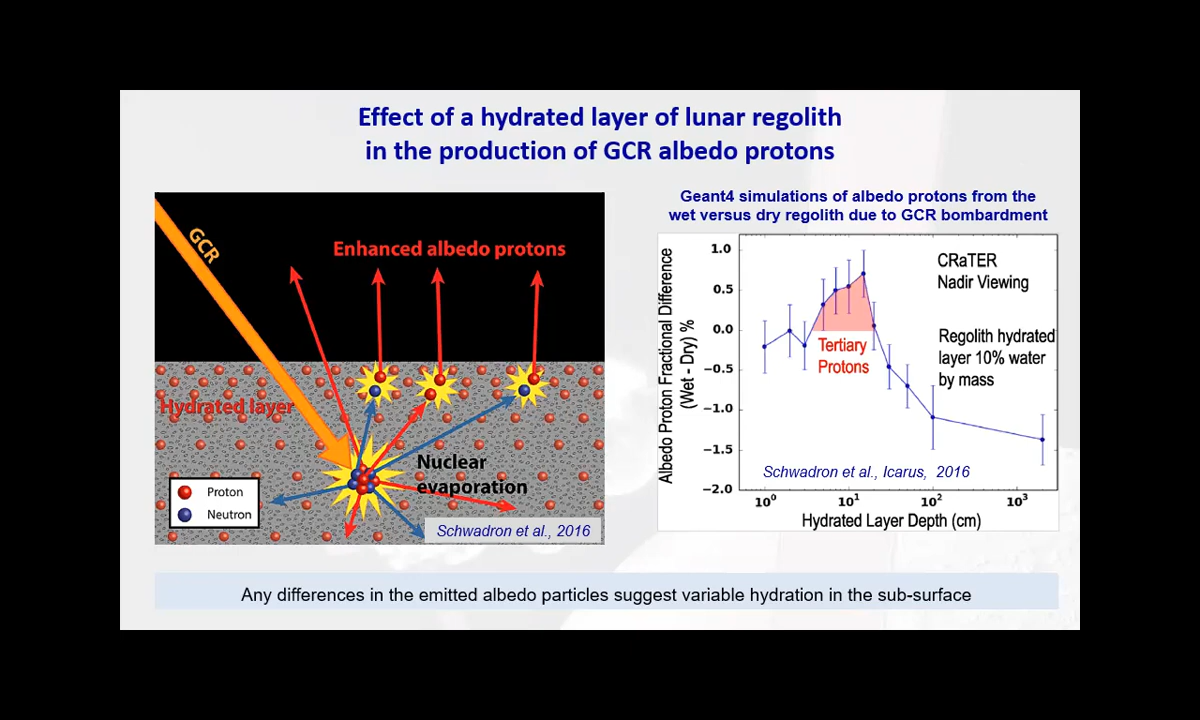 Effect of a hydrated layer of lunar regolith
in the production of GCR albedo protons
GCR
Enhanced albedo protons
Hydrated layer
Nuclear
evaporation
Proton
Neutron
Schwadron et al., 2016
Geant4 simulations of albedo protons from the
wet versus dry regolith due to GCR bombardment
Albedo Proton Fractional Difference
(Wet - Dry) %
1.0
0.5
0.0
−0.5
−1.0
−1.5
−2.0
CRaTER
Nadir Viewing
Regolith hydrated
layer 10% water
by mass
Tertiary
Protons
Schwadron et al., Icarus, 2016
10⁰
10¹
10²
10³
Hydrated Layer Depth (cm)
Any differences in the emitted albedo particles suggest variable hydration in the sub-surface